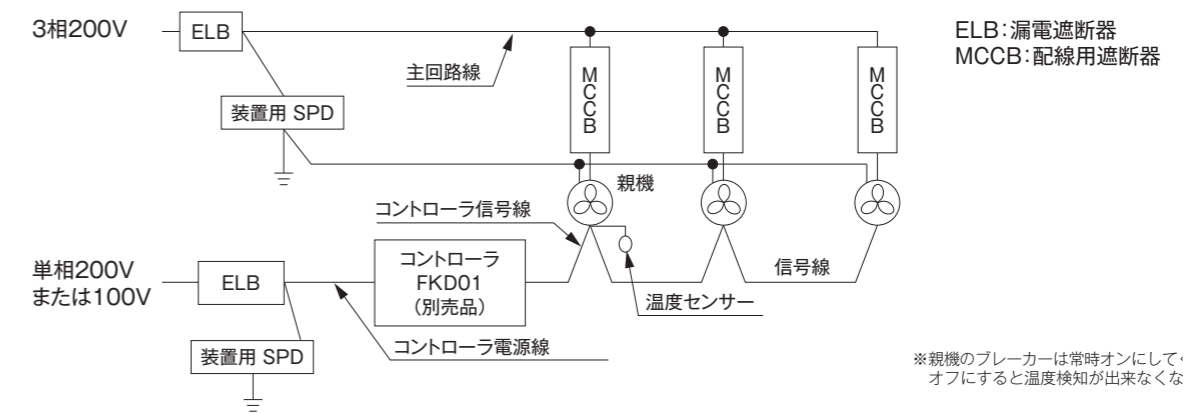 3相200V
ELB
主回路線
装置用 SPD
MCCB
MCCB
MCCB
ELB:漏電遮断器
MCCB:配線用遮断器
親機
コントローラ信号線
単相200V
または100V
ELB
コントローラ
FKD01
(別売品)
信号線
温度センサー
装置用 SPD
コントローラ電源線
※親機のブレーカーは常時オンにして
オフにすると温度検知が出来なくな